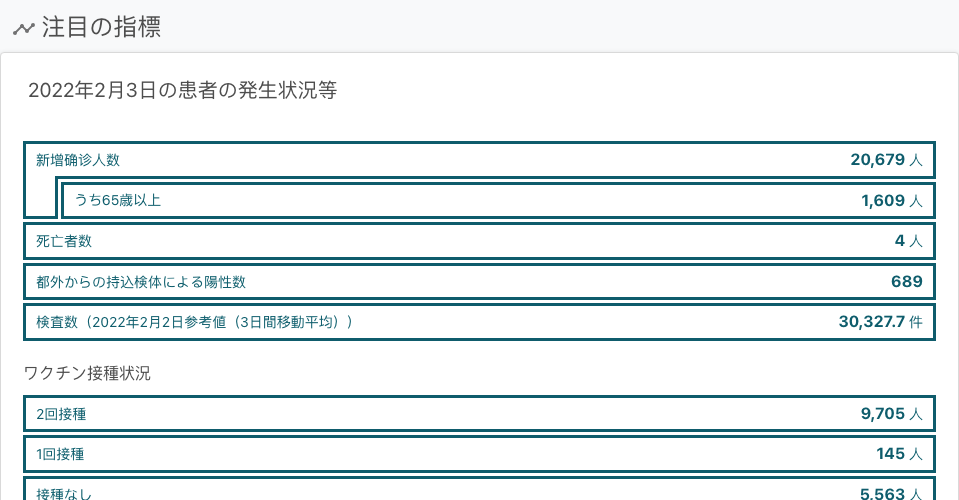 注目の指標
2022年2月3日の患者の発生状況等
新增确诊人数 20,679 人
うち65歳以上 1,609 人
死亡者数 4 人
都外からの持込検体による陽性数 689
検査数（2022年2月2日参考値（3日間移動平均）） 30,327.7 件
ワクチン接種状況
2回接種 9,705 人
1回接種 145 人
接種なし 5,563 人